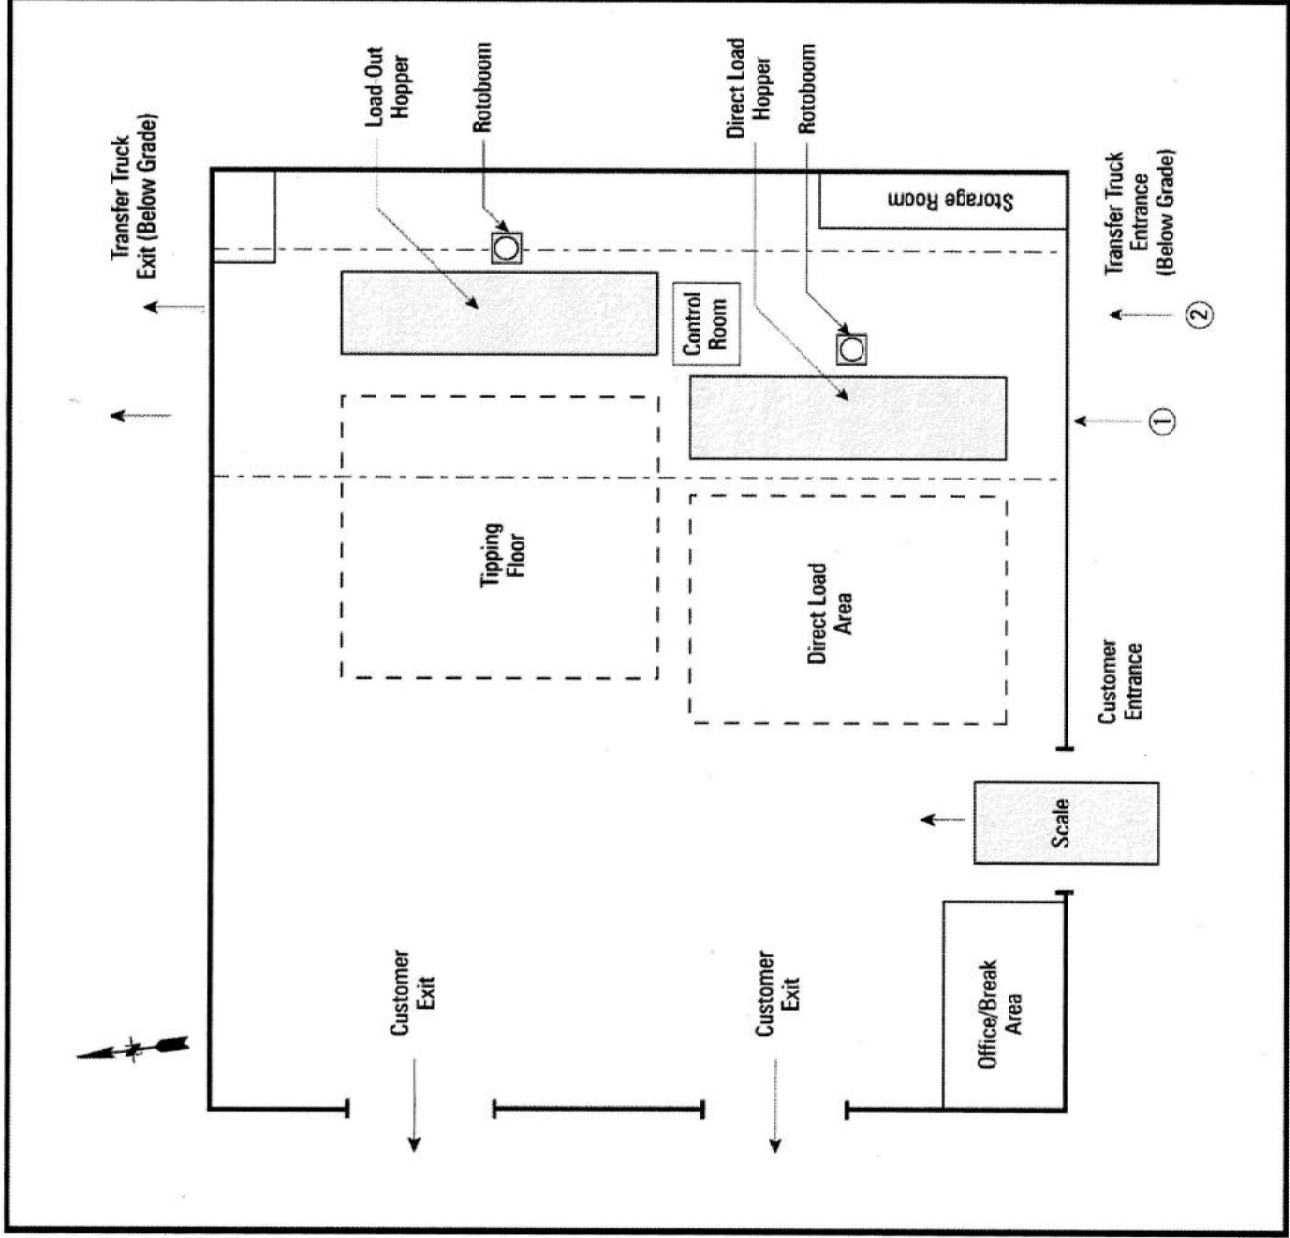 Transfer Truck
Exit (Below Grade)
Load-Out
Hopper
Rotoboom
Direct Load
Hopper
Rotoboom
Storage Room
Control
Room
Transfer Truck
Entrance
(Below Grade)
2
1
Tipping
Floor
Direct Load
Area
Customer
Entrance
Scale
Customer
Exit
Customer
Exit
Office/Break
Area